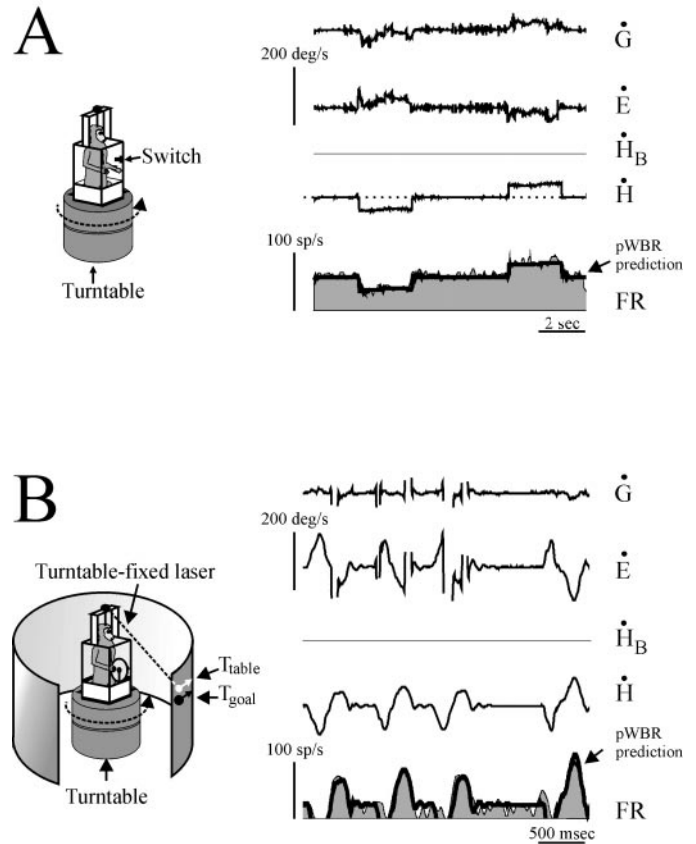 A
200 deg/s
Ġ
Ė
Ḣ_B
Ḣ
Switch
Turntable
100 sp/s
pWBR
prediction
FR
2 sec
B
200 deg/s
Ġ
Ė
Ḣ_B
Ḣ
Turntable-fixed laser
T_table
T_goal
Turntable
100 sp/s
pWBR
prediction
FR
500 msec